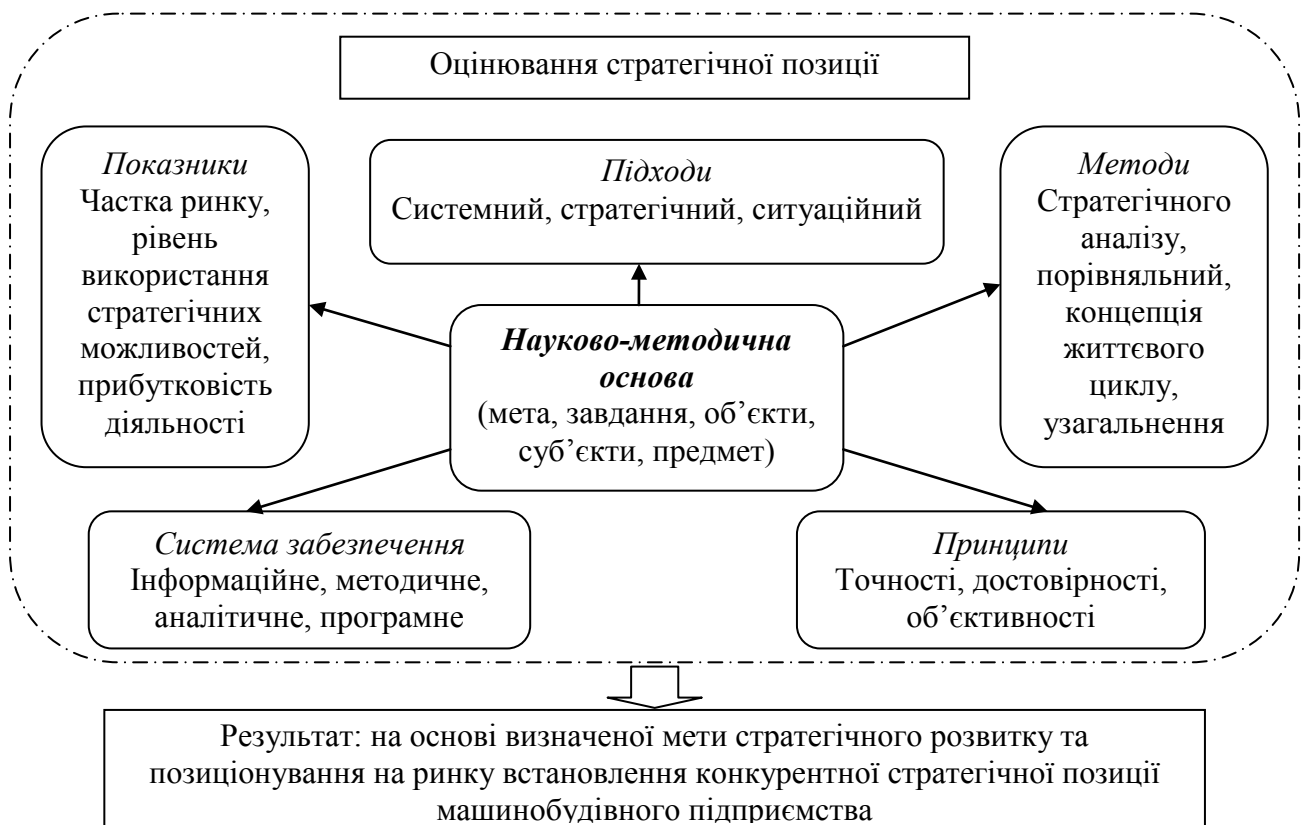 Оцінювання стратегічної позиції
Показники
Частка ринку,
рівень
використання
стратегічних
можливостей,
прибутковість
діяльності
Підходи
Системний, стратегічний, ситуаційний
Методи
Стратегічного
аналізу,
порівняльний,
концепція
життєвого
циклу,
узагальнення
Науково-методична
основа
(мета, завдання, об’єкти,
суб’єкти, предмет)
Система забезпечення
Інформаційне, методичне,
аналітичне, програмне
Принципи
Точності, достовірності,
об’єктивності
Результат: на основі визначеної мети стратегічного розвитку та
позиціонування на ринку встановлення конкурентної стратегічної позиції
машинобудівного підприємства